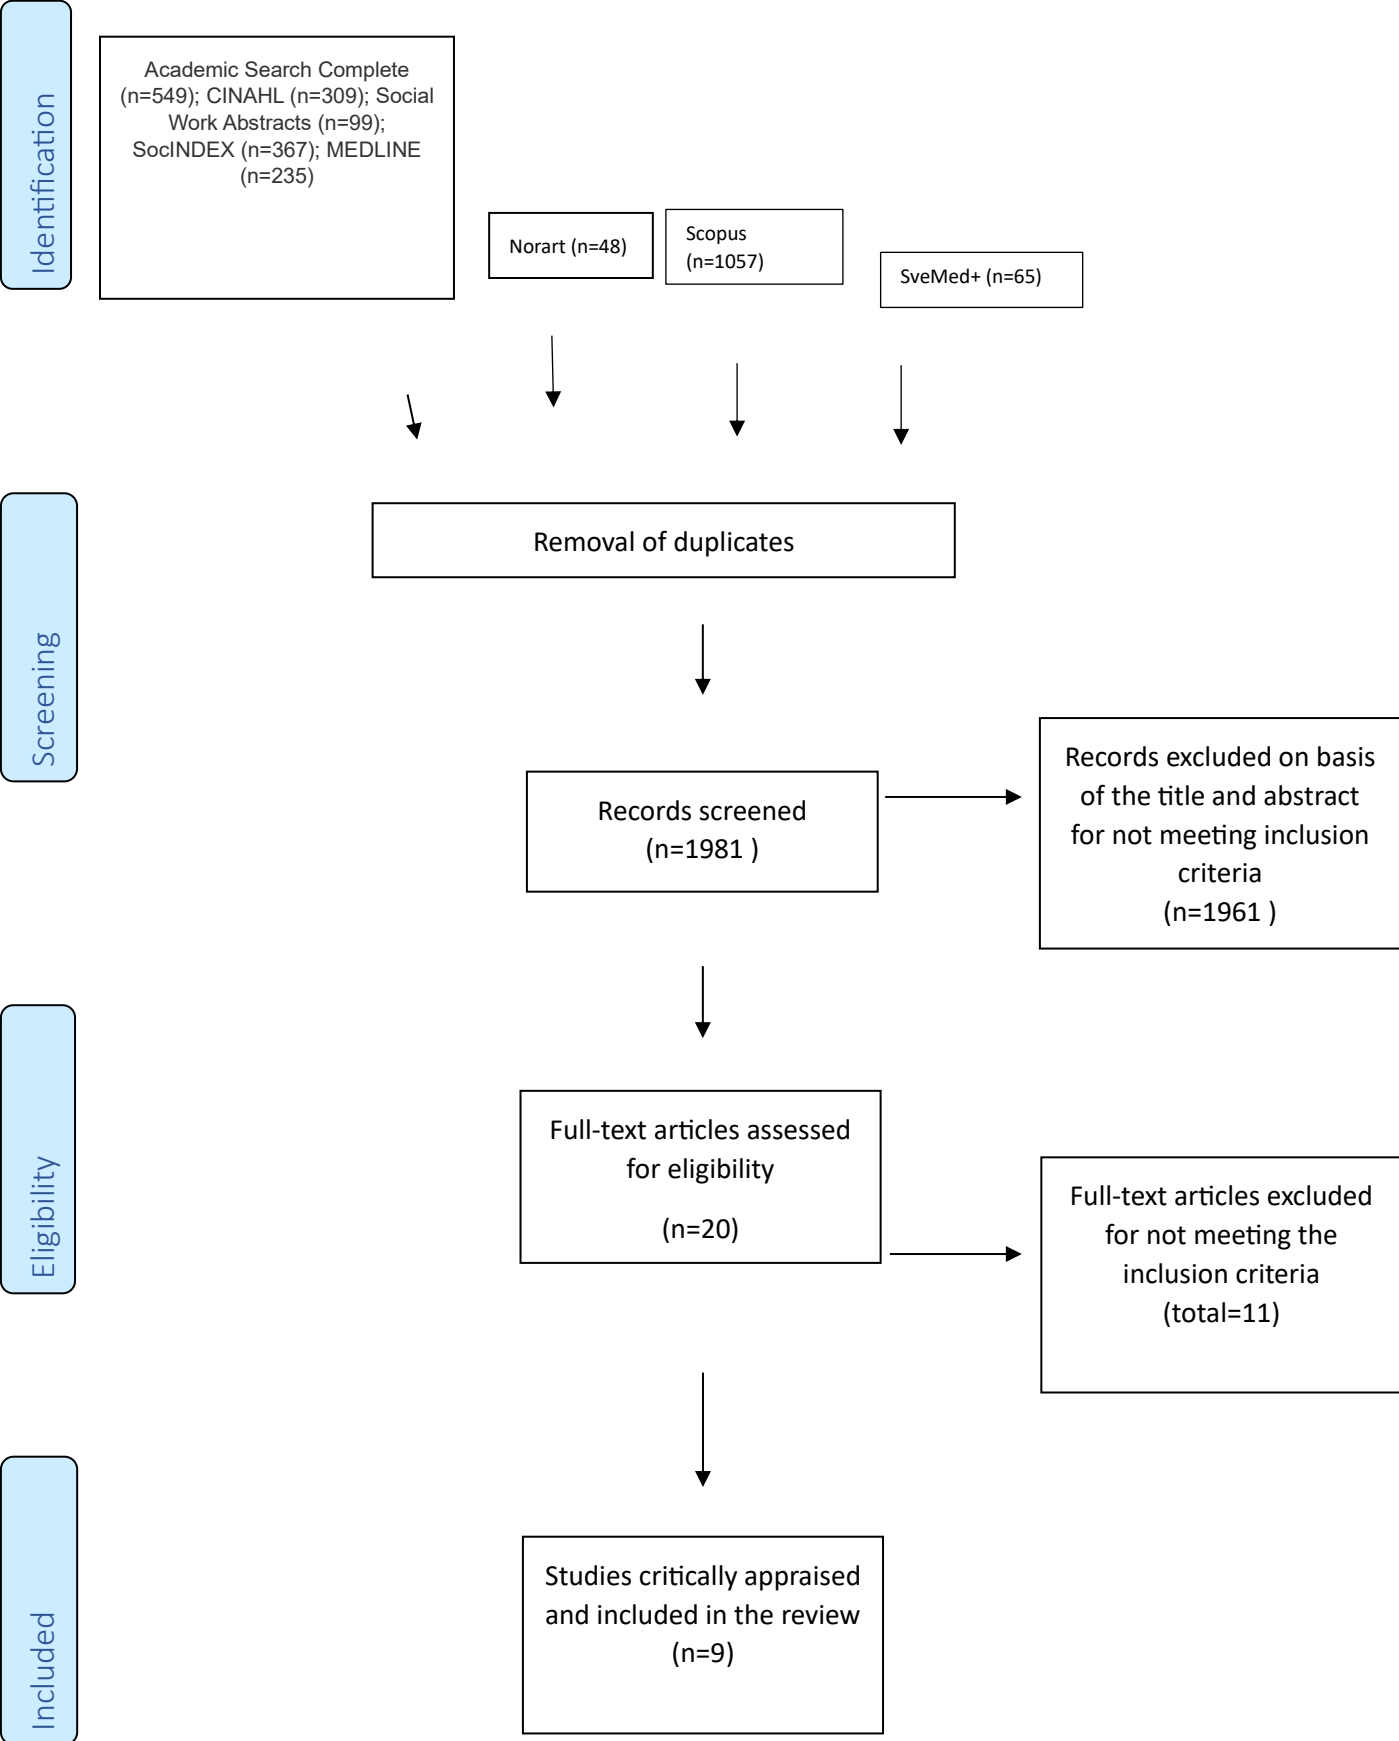 Identification
Academic Search Complete
(n=549); CINAHL (n=309); Social
Work Abstracts (n=99);
SocINDEX (n=367); MEDLINE
(n=235)
Norart (n=48)
Scopus
(n=1057)
SveMed+ (n=65)
Screening
Removal of duplicates
Records screened
(n=1981 )
Records excluded on basis
of the title and abstract
for not meeting inclusion
criteria
(n=1961 )
Eligibility
Full-text articles assessed
for eligibility
(n=20)
Full-text articles excluded
for not meeting the
inclusion criteria
(total=11)
Included
Studies critically appraised
and included in the review
(n=9)